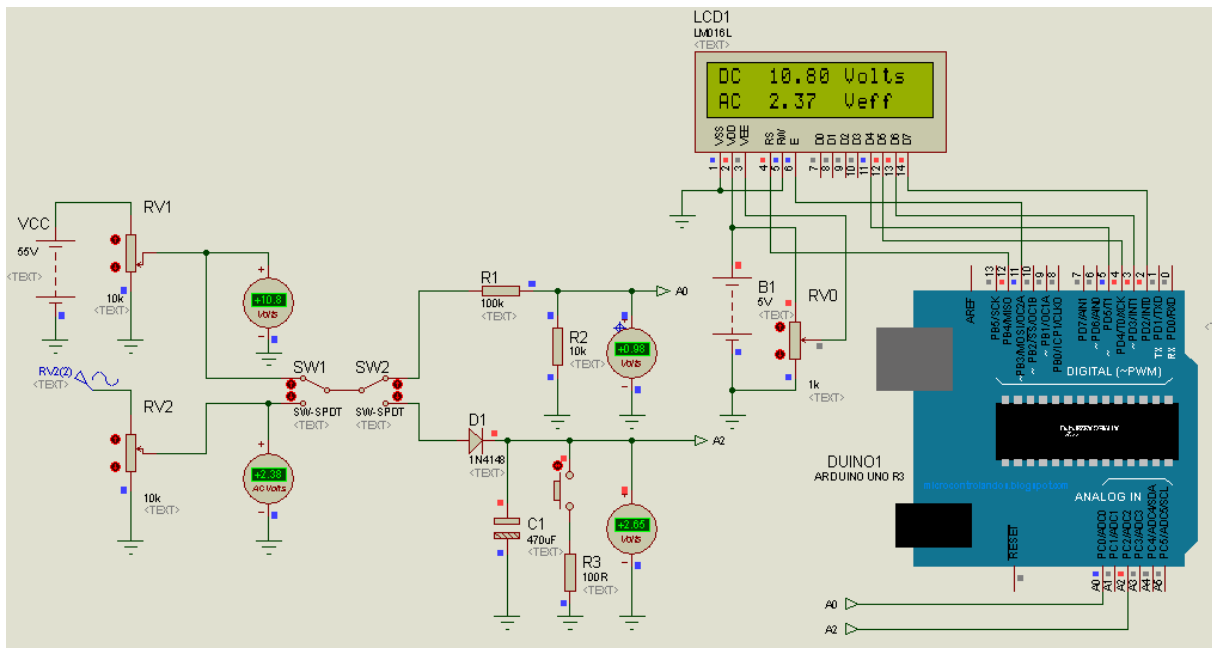 LCD1
LM016L
<TEXT>
DC 10.80 Volts
AC 2.37 Veff
VSS
VDD
VEE
RS
RW
E
D0
D1
D2
D3
D4
D5
D6
D7
1
2
3
4
5
6
7
8
9
10
11
12
13
14
RV1
VCC
55V
<TEXT>
10k
<TEXT>
+10.8
Volts
RV2(2)
RV2
10k
<TEXT>
+2.38
AC Volts
SW1
SW2
SW-SPDT
<TEXT>
SW-SPDT
<TEXT>
R1
100k
<TEXT>
A0
R2
10k
<TEXT>
+0.98
Volts
D1
1N4148
<TEXT>
A2
C1
470uF
<TEXT>
R3
100R
<TEXT>
+2.65
Volts
B1
5V
<TEXT>
RV0
1k
<TEXT>
13
12
11
10
9
8
7
6
5
4
3
2
1
0
AREF
PB5/SCK
PB4/MISO
~PB3/MOSI/OC2A
~PB2/SS/OC1B
~PB1/OC1A
PB0/ICP1/CLKO
PD7/AIN1
~PD6/AIN0
~PD5/T1
PD4/T0/XCK
~PD3/INT1
PD2/INT0
TX PD1/TXD
RX PD0/RXD
DIGITAL (~PWM)
DUINO1
ARDUINO UNO R3
ANALOG IN
RESET
PC0/ADC0
PC1/ADC1
PC2/ADC2
PC3/ADC3
PC4/ADC4/SDA
PC5/ADC5/SCL
A0
A1
A2
A3
A4
A5
A0
A2